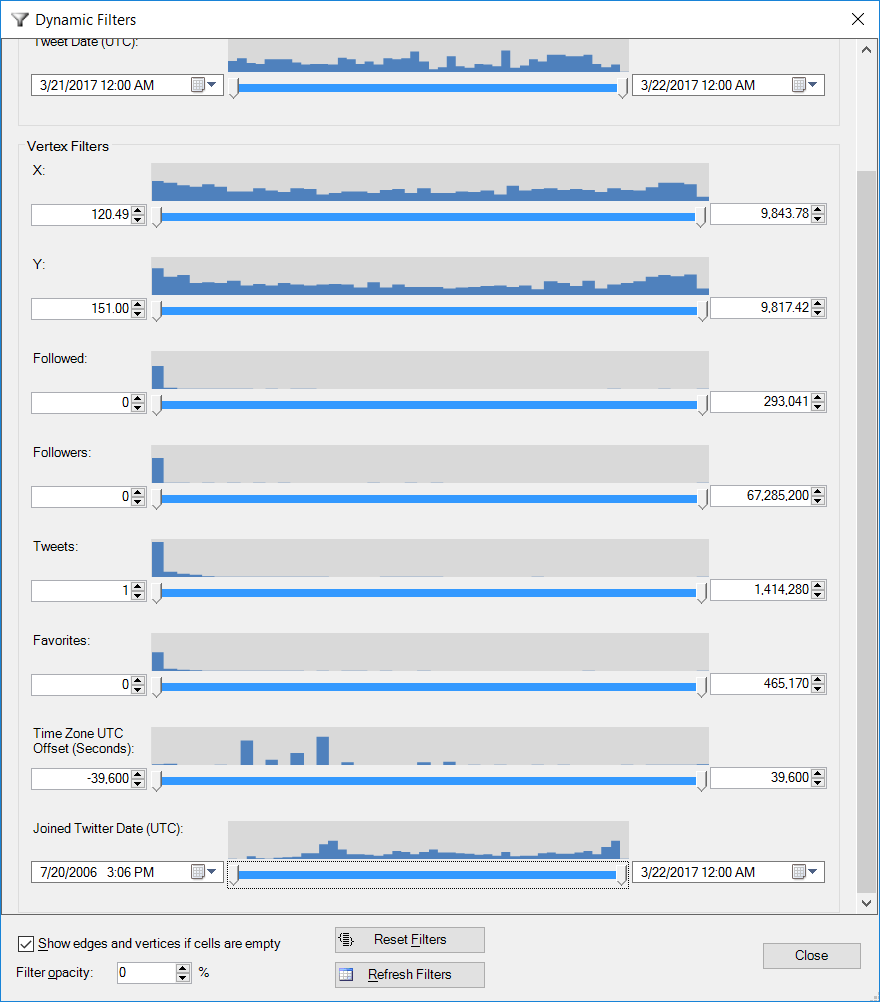 Dynamic Filters
Tweet Date (UTC):
3/21/2017 12:00 AM
3/22/2017 12:00 AM
Vertex Filters
X:
120.49
9,843.78
Y:
151.00
9,817.42
Followed:
0
293,041
Followers:
0
67,285,200
Tweets:
1
1,414,280
Favorites:
0
465,170
Time Zone UTC
Offset (Seconds):
-39,600
39,600
Joined Twitter Date (UTC):
7/20/2006 3:06 PM
3/22/2017 12:00 AM
Show edges and vertices if cells are empty
Reset Filters
Close
Filter opacity:
0
%
Refresh Filters